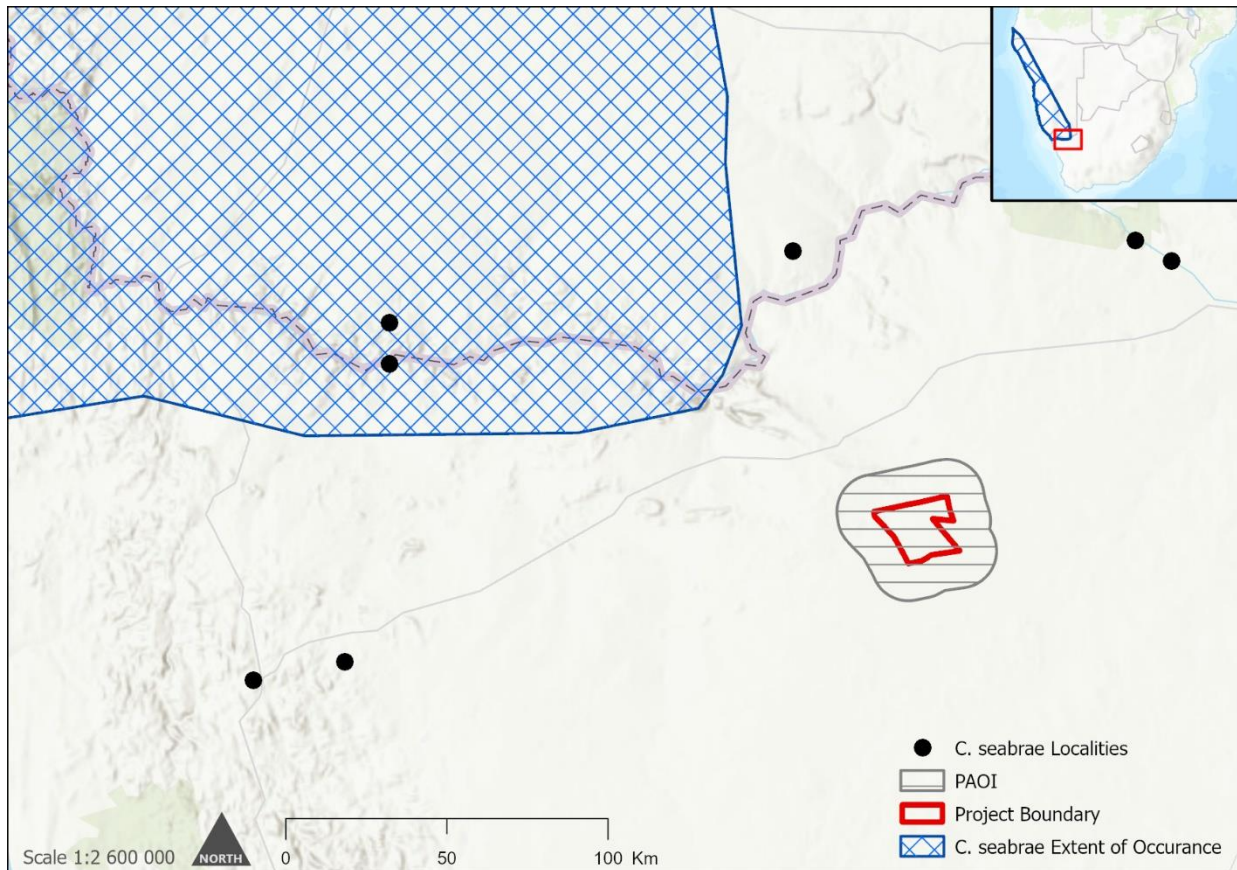 C. seabrae Localities
PAOI
Project Boundary
C. seabrae Extent of Occurance
Scale 1:2 600 000
NORTH
0 50 100 Km